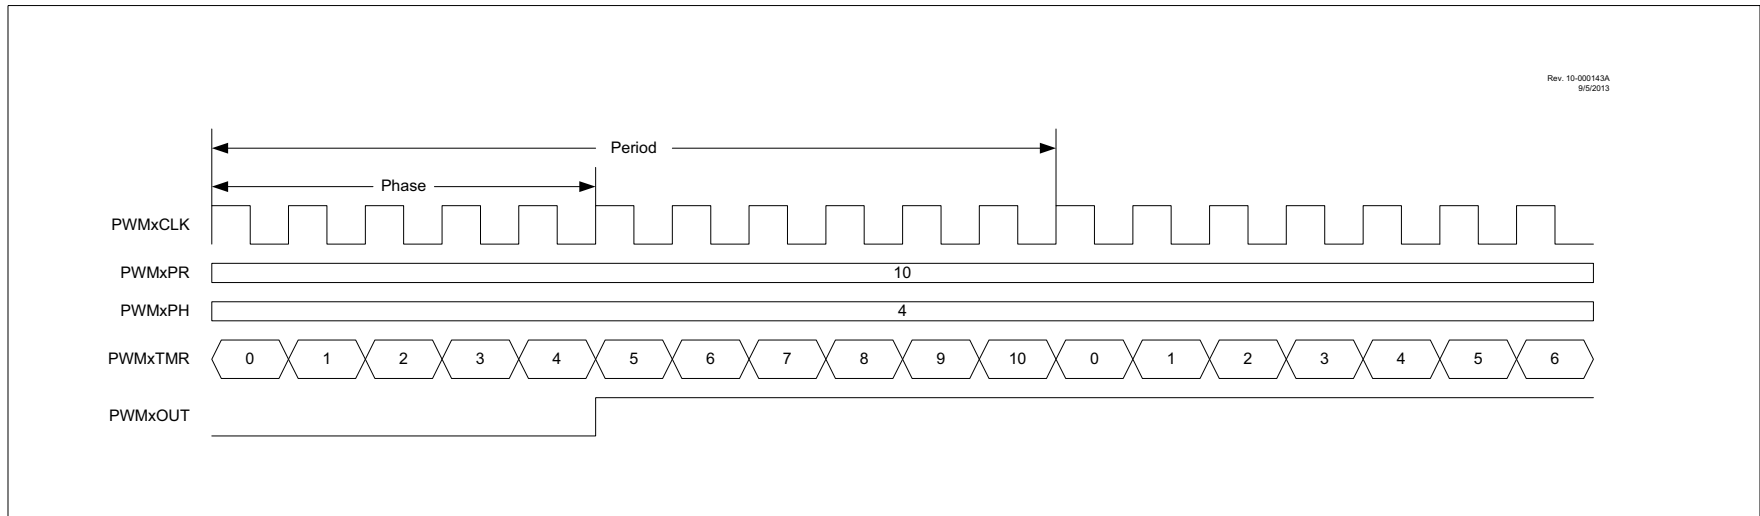 Rev. 10-000143A
9/5/2013
Period
Phase
PWMxCLK
PWMxPR 10
PWMxPH 4
PWMxTMR 0 1 2 3 4 5 6 7 8 9 10 0 1 2 3 4 5 6
PWMxOUT